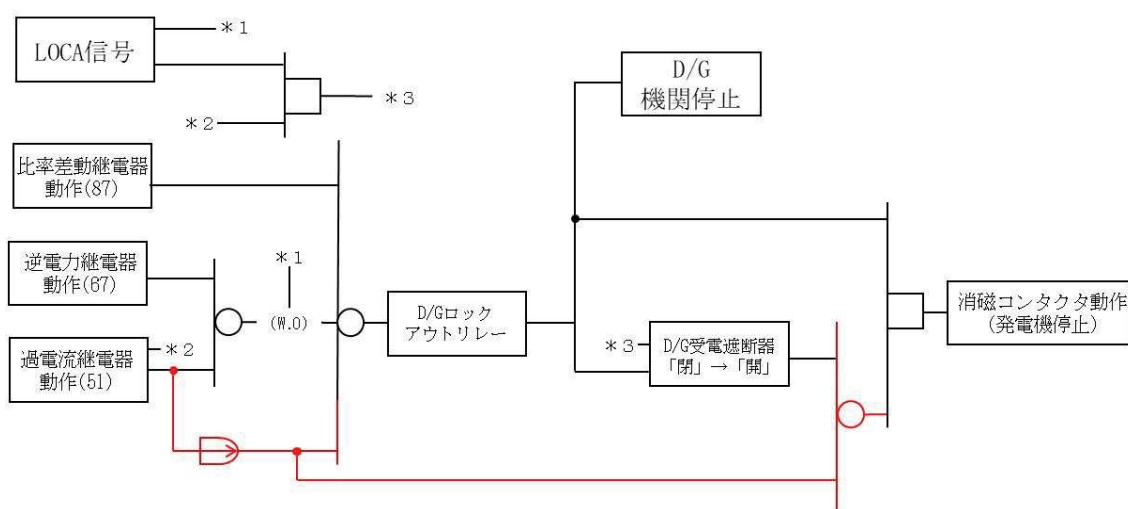 LOCA信号
*1
*3
*2
D/G
機関停止
比率差動継電器
動作(87)
逆電力継電器
動作(67)
*1
(W.O)
D/Gロック
アウトリレー
消磁コンタクタ動作
(発電機停止)
過電流継電器
動作(51)
*2
*3
D/G受電遮断器
「閉」→「開」